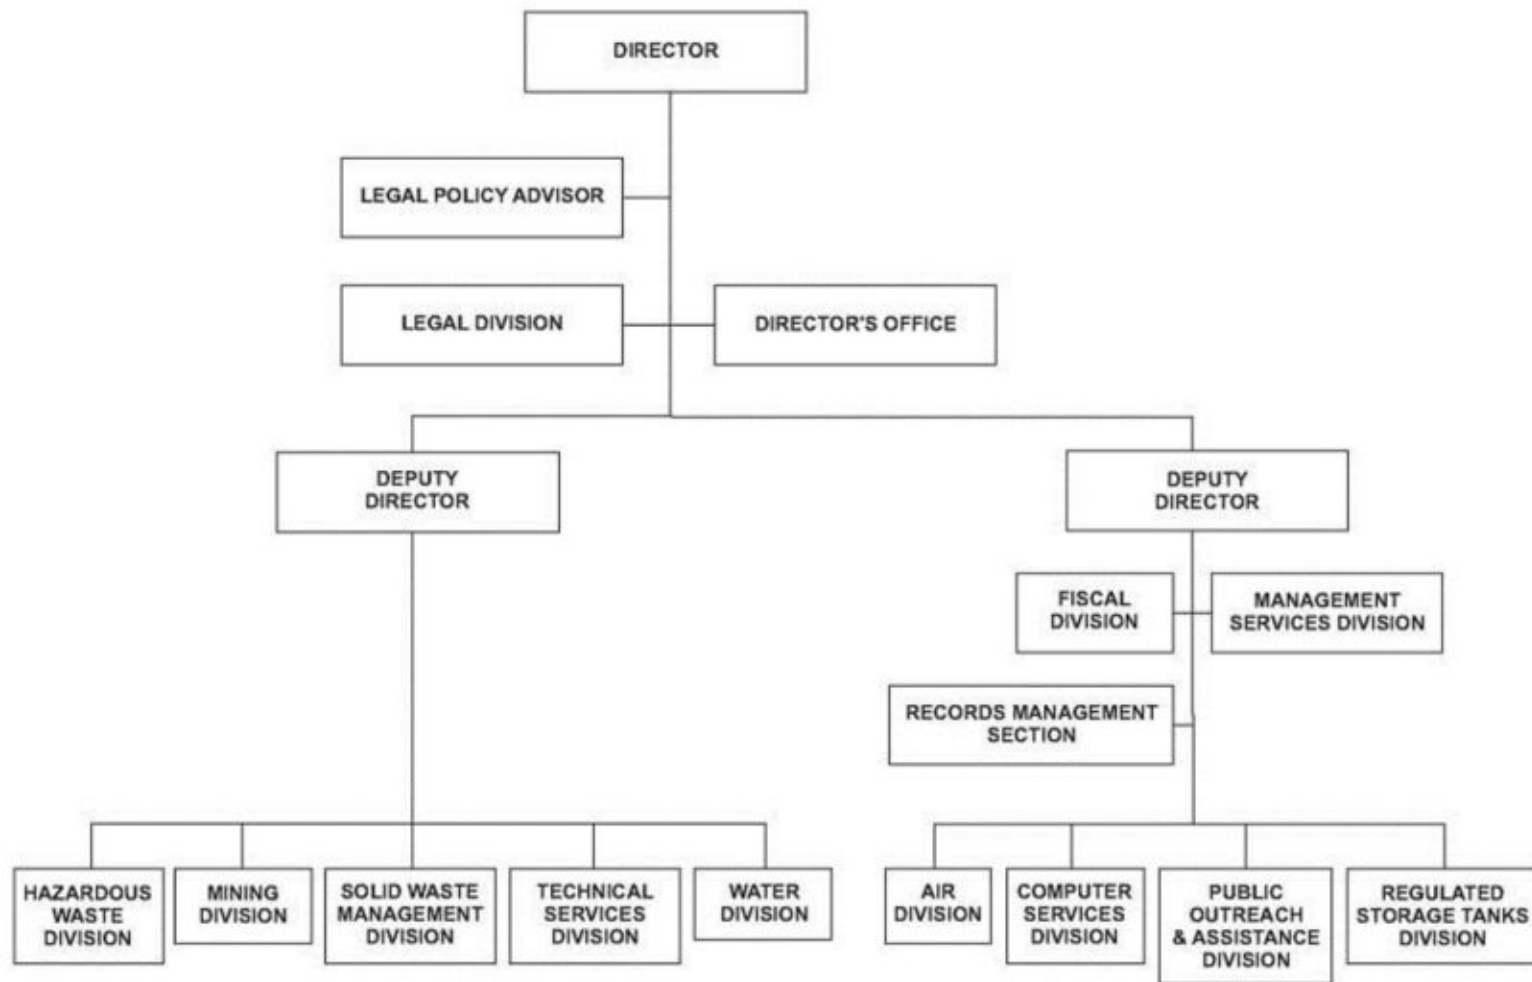 DIRECTOR
LEGAL POLICY ADVISOR
LEGAL DIVISION
DIRECTOR'S OFFICE
DEPUTY
DIRECTOR
DEPUTY
DIRECTOR
FISCAL
DIVISION
MANAGEMENT
SERVICES DIVISION
RECORDS MANAGEMENT
SECTION
HAZARDOUS
WASTE
DIVISION
MINING
DIVISION
SOLID WASTE
MANAGEMENT
DIVISION
TECHNICAL
SERVICES
DIVISION
WATER
DIVISION
AIR
DIVISION
COMPUTER
SERVICES
DIVISION
PUBLIC
OUTREACH
& ASSISTANCE
DIVISION
REGULATED
STORAGE TANKS
DIVISION